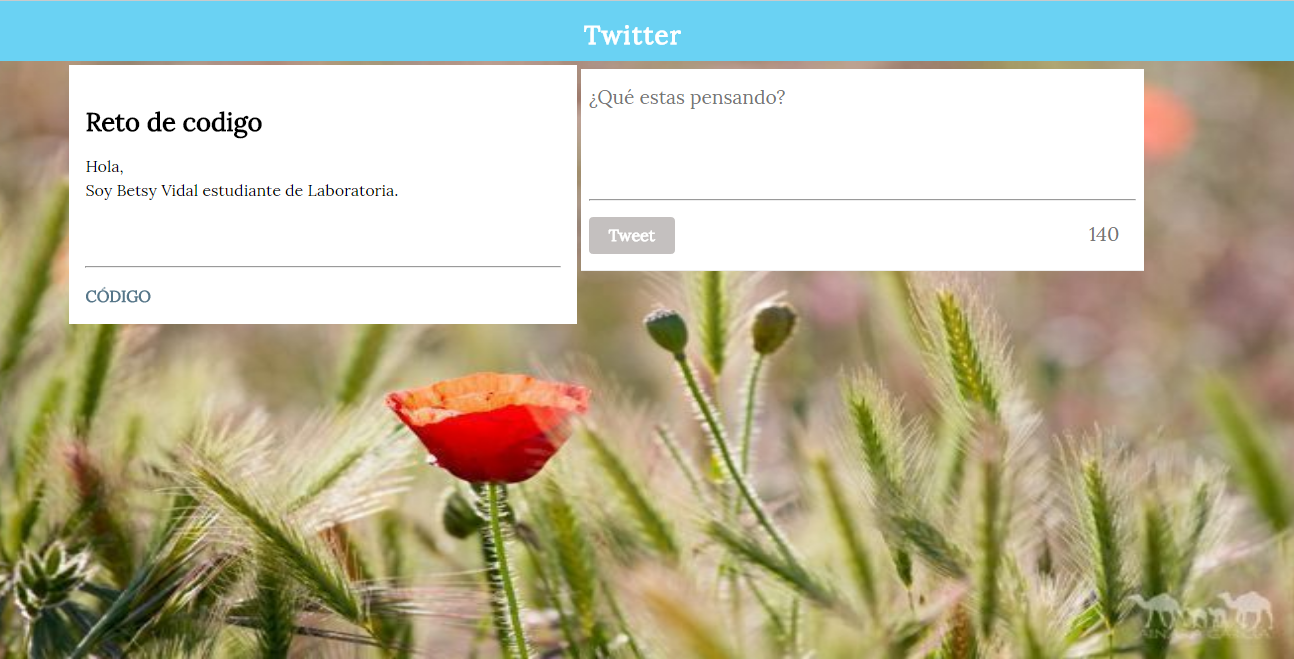 Twitter
Reto de codigo
Hola,
Soy Betsy Vidal estudiante de Laboratoria.
CÓDIGO
¿Qué estas pensando?
Tweet
140